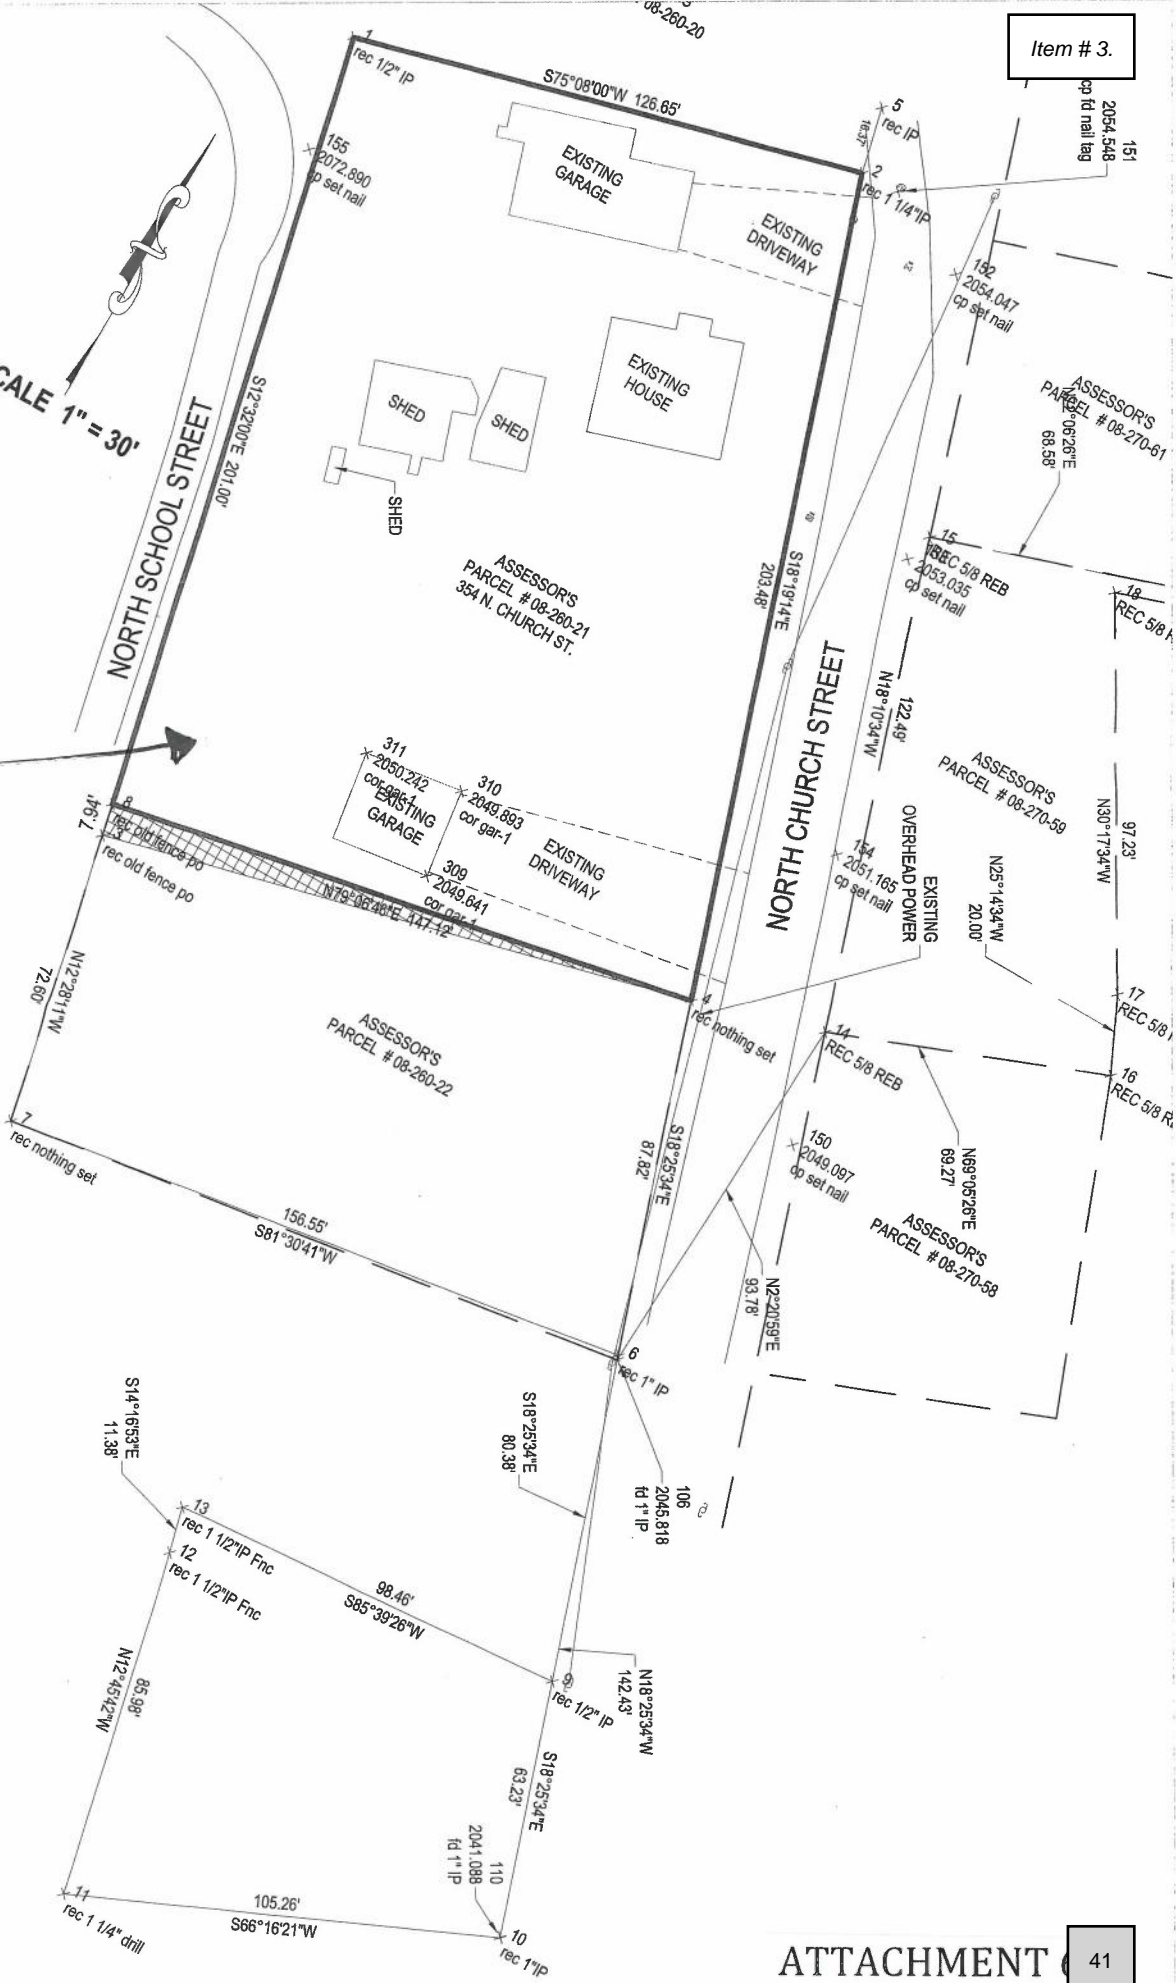 08-260-20
Item # 3.
1
rec 1/2" IP
S75°08'00"W 126.65'
5
rec IP
16.37'
2
rec 1 1/4"IP
151
2054.548
cp fd nail tag
155
2072.890
cp set nail
EXISTING
GARAGE
EXISTING
DRIVEWAY
152
2054.047
cp set nail
SCALE 1" = 30'
S12°32'00"E 201.00'
NORTH SCHOOL STREET
SHED
SHED
SHED
EXISTING
HOUSE
ASSESSOR'S
PARCEL # 08-270-61
68.58'
ASSESSOR'S
PARCEL # 08-260-21
354 N. CHURCH ST.
S18°19'14"E
203.48'
15
REC 5/8 REB
2053.035
cp set nail
18
REC 5/8 R
NORTH CHURCH STREET
122.49'
N18°10'34"W
ASSESSOR'S
PARCEL # 08-270-59
97.23'
N30°17'34"W
311
2050.242
cor gar-1
EXISTING
GARAGE
310
2049.893
cor gar-1
309
2049.641
cor gar-1
EXISTING
DRIVEWAY
154
2051.165
cp set nail
EXISTING
OVERHEAD POWER
N25°14'34"W
20.00'
7.94'
8
rec old fence po
3
rec old fence po
N79°06'46"E 147.12'
4
rec nothing set
17
REC 5/8
14
REC 5/8 REB
16
REC 5/8 R
N12°28'11"W
72.60'
ASSESSOR'S
PARCEL # 08-260-22
7
rec nothing set
S18°25'34"E
87.82'
150
2049.097
cp set nail
N69°05'26"E
69.27'
ASSESSOR'S
PARCEL # 08-270-58
156.55'
S81°30'41"W
N2°20'59"E
93.78'
6
rec 1" IP
S14°16'53"E
11.38'
S18°25'34"E
80.38'
106
2045.818
fd 1" IP
13
rec 1 1/2"IP Fnc
12
rec 1 1/2"IP Fnc
98.46'
S85°39'26"W
N12°45'42"W
85.98'
9
rec 1/2" IP
N18°25'34"W
142.43'
S18°25'34"E
63.23'
110
2041.088
fd 1" IP
11
rec 1 1/4" drill
105.26'
S66°16'21"W
10
rec 1"IP
ATTACHMENT
41